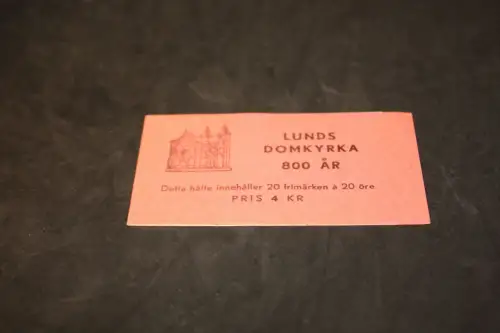 LUNDS
DOMKYRKA
800 ÅR
Detta häfte innehåller 20 frimärken à 20 öre
PRIS 4 KR